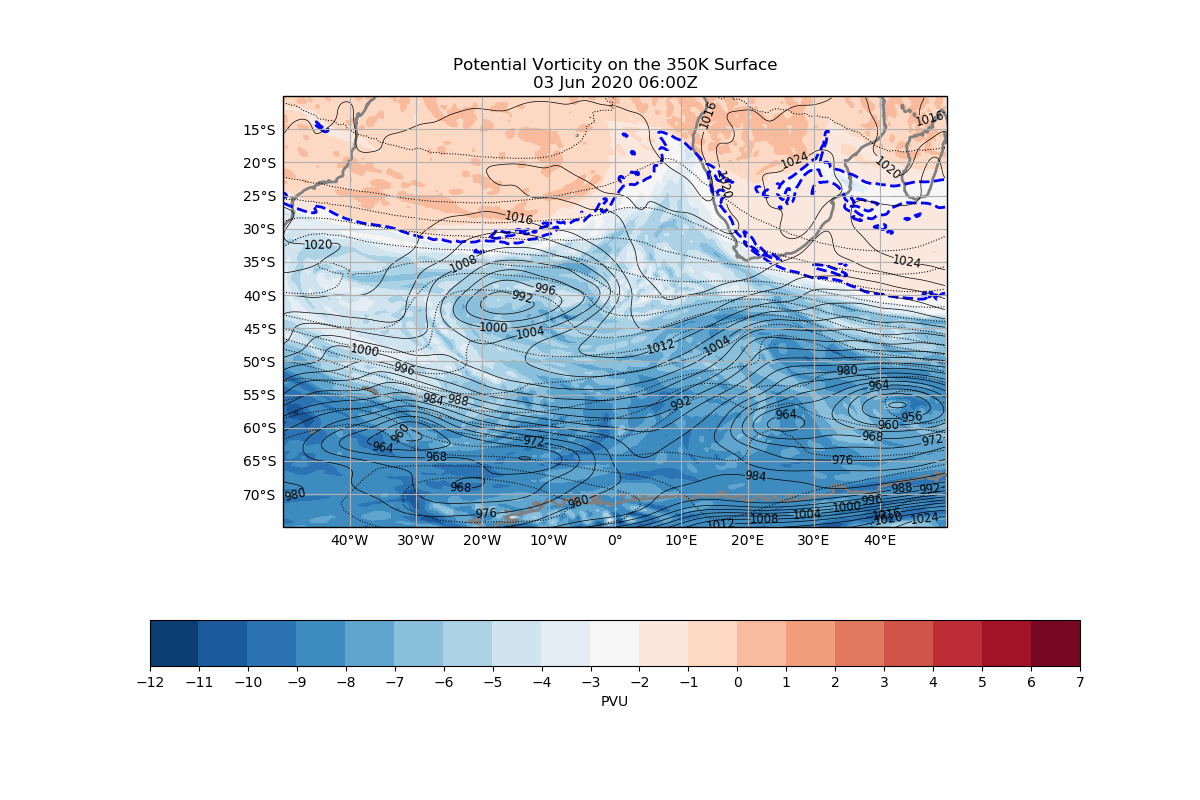 Potential Vorticity on the 350K Surface
03 Jun 2020 06:00Z
1016
1016
15°S
1024
1020
20°S
1020
25°S
1016
30°S
1020
1008
1024
35°S
996
992
40°S
1000
1004
45°S
1000
1012
1004
50°S
996
980
964
55°S
984
988
992
964
956
960
60°S
960
972
968
972
964
968
65°S
976
984
70°S
968
980
980
988
992
996
976
1000
1004
1008
1012
1016
1020
1024
40°W
30°W
20°W
10°W
0°
10°E
20°E
30°E
40°E
−12
−11
−10
−9
−8
−7
−6
−5
−4
−3
−2
−1
0
1
2
3
4
5
6
7
PVU